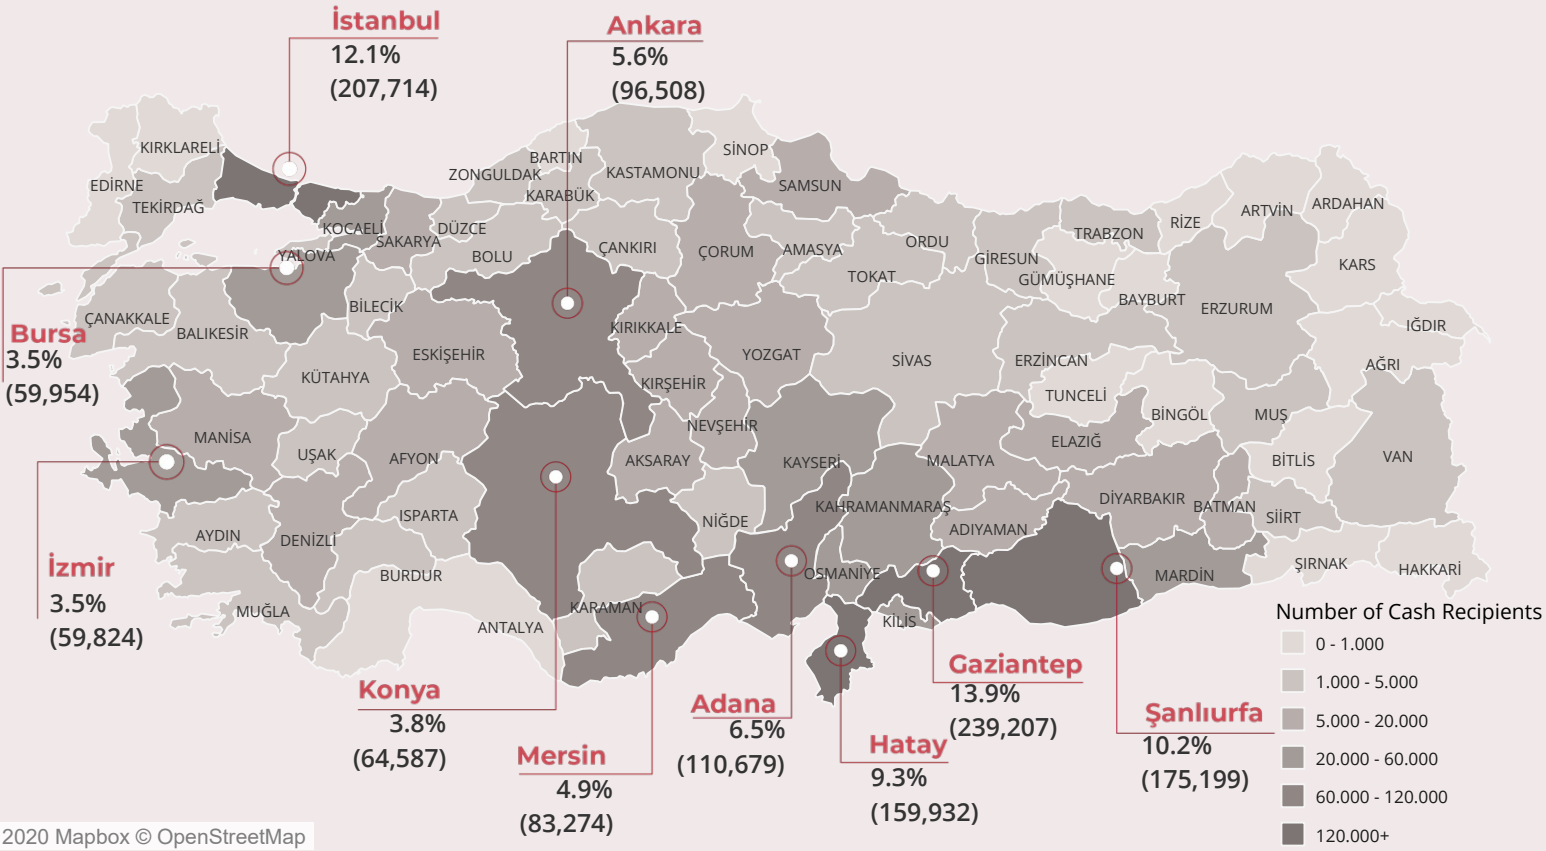 İstanbul
12.1%
(207,714)
Ankara
5.6%
(96,508)
KIRKLARELİ
EDİRNE
TEKİRDAĞ
BARTIN
ZONGULDAK
KARABÜK
KASTAMONU
SİNOP
SAMSUN
KOCAELİ
SAKARYA
DÜZCE
YALOVA
BOLU
ÇANKIRI
ÇORUM
AMASYA
ORDU
TOKAT
GİRESUN
TRABZON
RİZE
ARTVİN
ARDAHAN
GÜMÜŞHANE
BAYBURT
ERZURUM
KARS
IĞDIR
AĞRI
ÇANAKKALE
BALIKESİR
BİLECİK
Bursa
3.5%
(59,954)
KÜTAHYA
ESKİŞEHİR
KIRIKKALE
YOZGAT
SİVAS
ERZİNCAN
TUNCELİ
KIRŞEHİR
NEVŞEHİR
BİNGÖL
MUŞ
MANİSA
UŞAK
AFYON
AKSARAY
KAYSERİ
MALATYA
ELAZIĞ
BİTLİS
VAN
DİYARBAKIR
BATMAN
SİİRT
KAHRAMANMARAŞ
NİĞDE
ISPARTA
AYDIN
DENİZLİ
ADIYAMAN
İzmir
3.5%
(59,824)
BURDUR
MUĞLA
ANTALYA
KARAMAN
OSMANİYE
KİLİS
MARDİN
ŞIRNAK
HAKKARİ
Konya
3.8%
(64,587)
Mersin
4.9%
(83,274)
Adana
6.5%
(110,679)
Hatay
9.3%
(159,932)
Gaziantep
13.9%
(239,207)
Şanlıurfa
10.2%
(175,199)
Number of Cash Recipients
0 - 1.000
1.000 - 5.000
5.000 - 20.000
20.000 - 60.000
60.000 - 120.000
120.000+
2020 Mapbox © OpenStreetMap